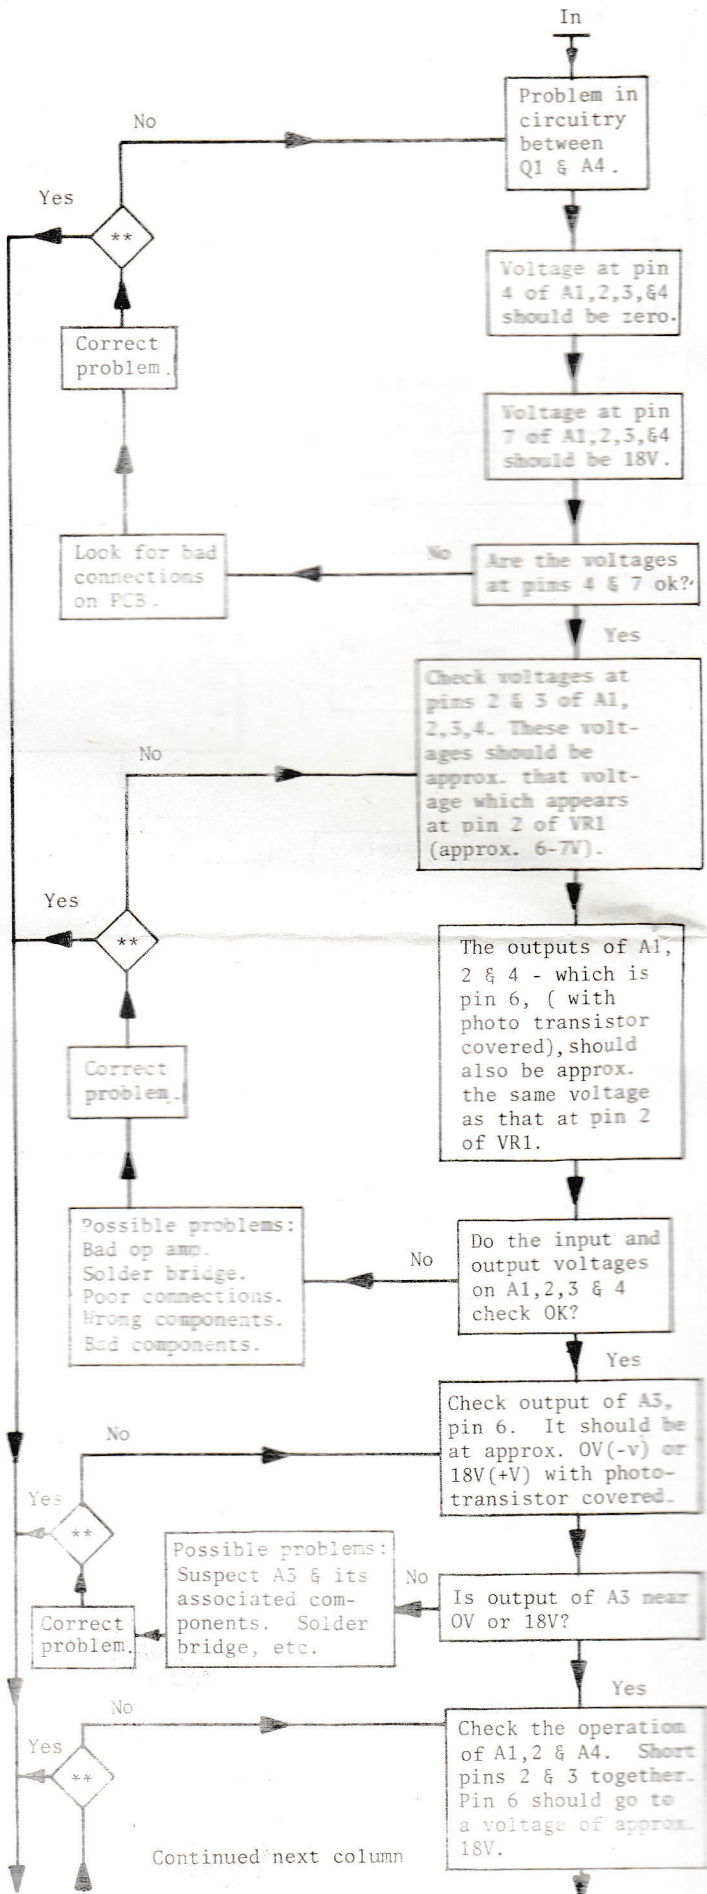 In
Problem in
circuitry
between
Q1 & A4.
No
Yes
**
Voltage at pin
4 of A1,2,3,&4
should be zero.
Correct
problem.
Voltage at pin
7 of A1,2,3,&4
should be 18V.
Look for bad
connections
on PCB.
No
Are the voltages
at pins 4 & 7 ok?
Yes
Check voltages at
pins 2 & 3 of A1,
2,3,4. These volt-
ages should be
approx. that volt-
age which appears
at pin 2 of VR1
(approx. 6-7V).
No
Yes
**
The outputs of A1,
2 & 4 - which is
pin 6, ( with
photo transistor
covered), should
also be approx.
the same voltage
as that at pin 2
of VR1.
Correct
problem.
Possible problems:
Bad op amp.
Solder bridge.
Poor connections.
Wrong components.
Bad components.
No
Do the input and
output voltages
on A1,2,3 & 4
check OK?
Yes
Check output of A3,
pin 6. It should be
at approx. 0V(-v) or
18V(+V) with photo-
transistor covered.
No
Yes
**
Possible problems:
Suspect A3 & its
associated com-
ponents. Solder
bridge, etc.
Correct
problem.
No
Is output of A3 near
0V or 18V?
Yes
Check the operation
of A1,2 & A4. Short
pins 2 & 3 together.
Pin 6 should go to
a voltage of approx.
18V.
No
Yes
**
Continued next column